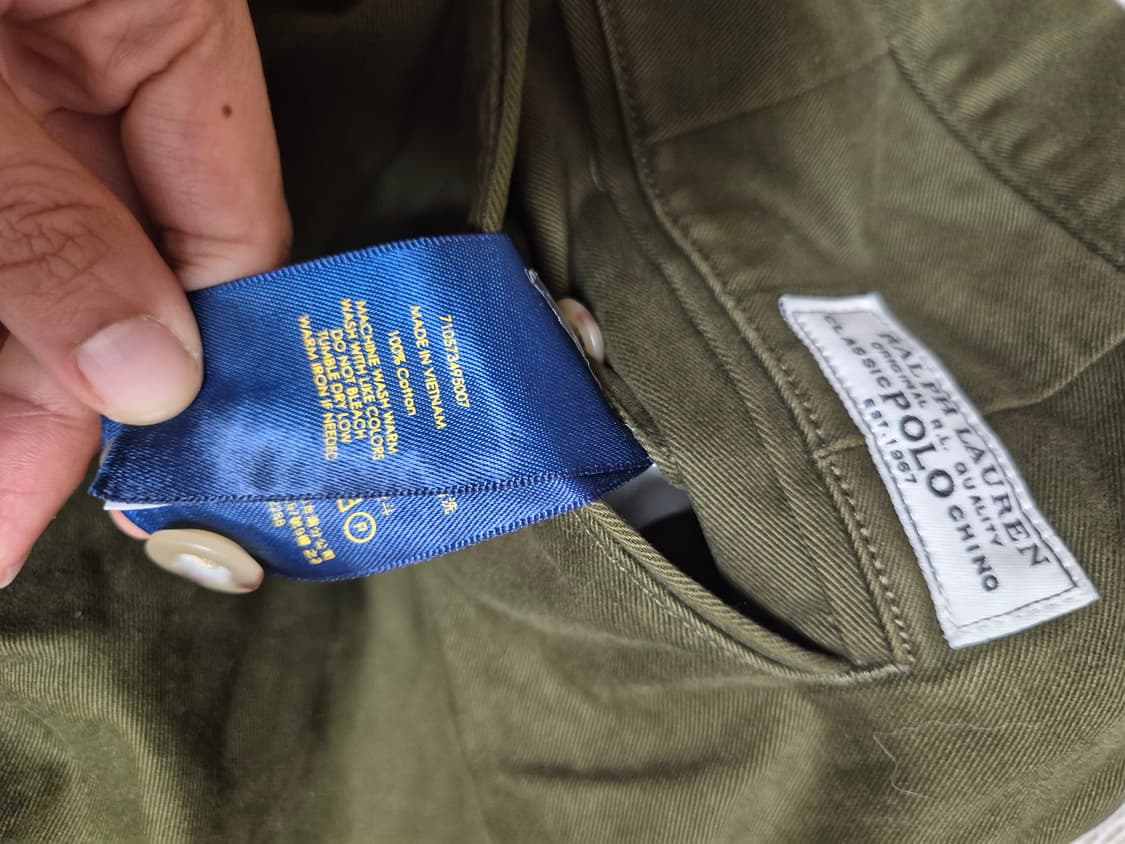 710573405007
MADE IN VIETNAM
100% Cotton
MACHINE WASH WARM
WASH WITH LIKE COLORS
DO NOT BLEACH
TUMBLE DRY LOW
WARM IRON IF NEEDED
P
RALPH LAUREN
ORIGINAL R.L. QUALITY
CLASSIC POLO CHINO
EST. 1967